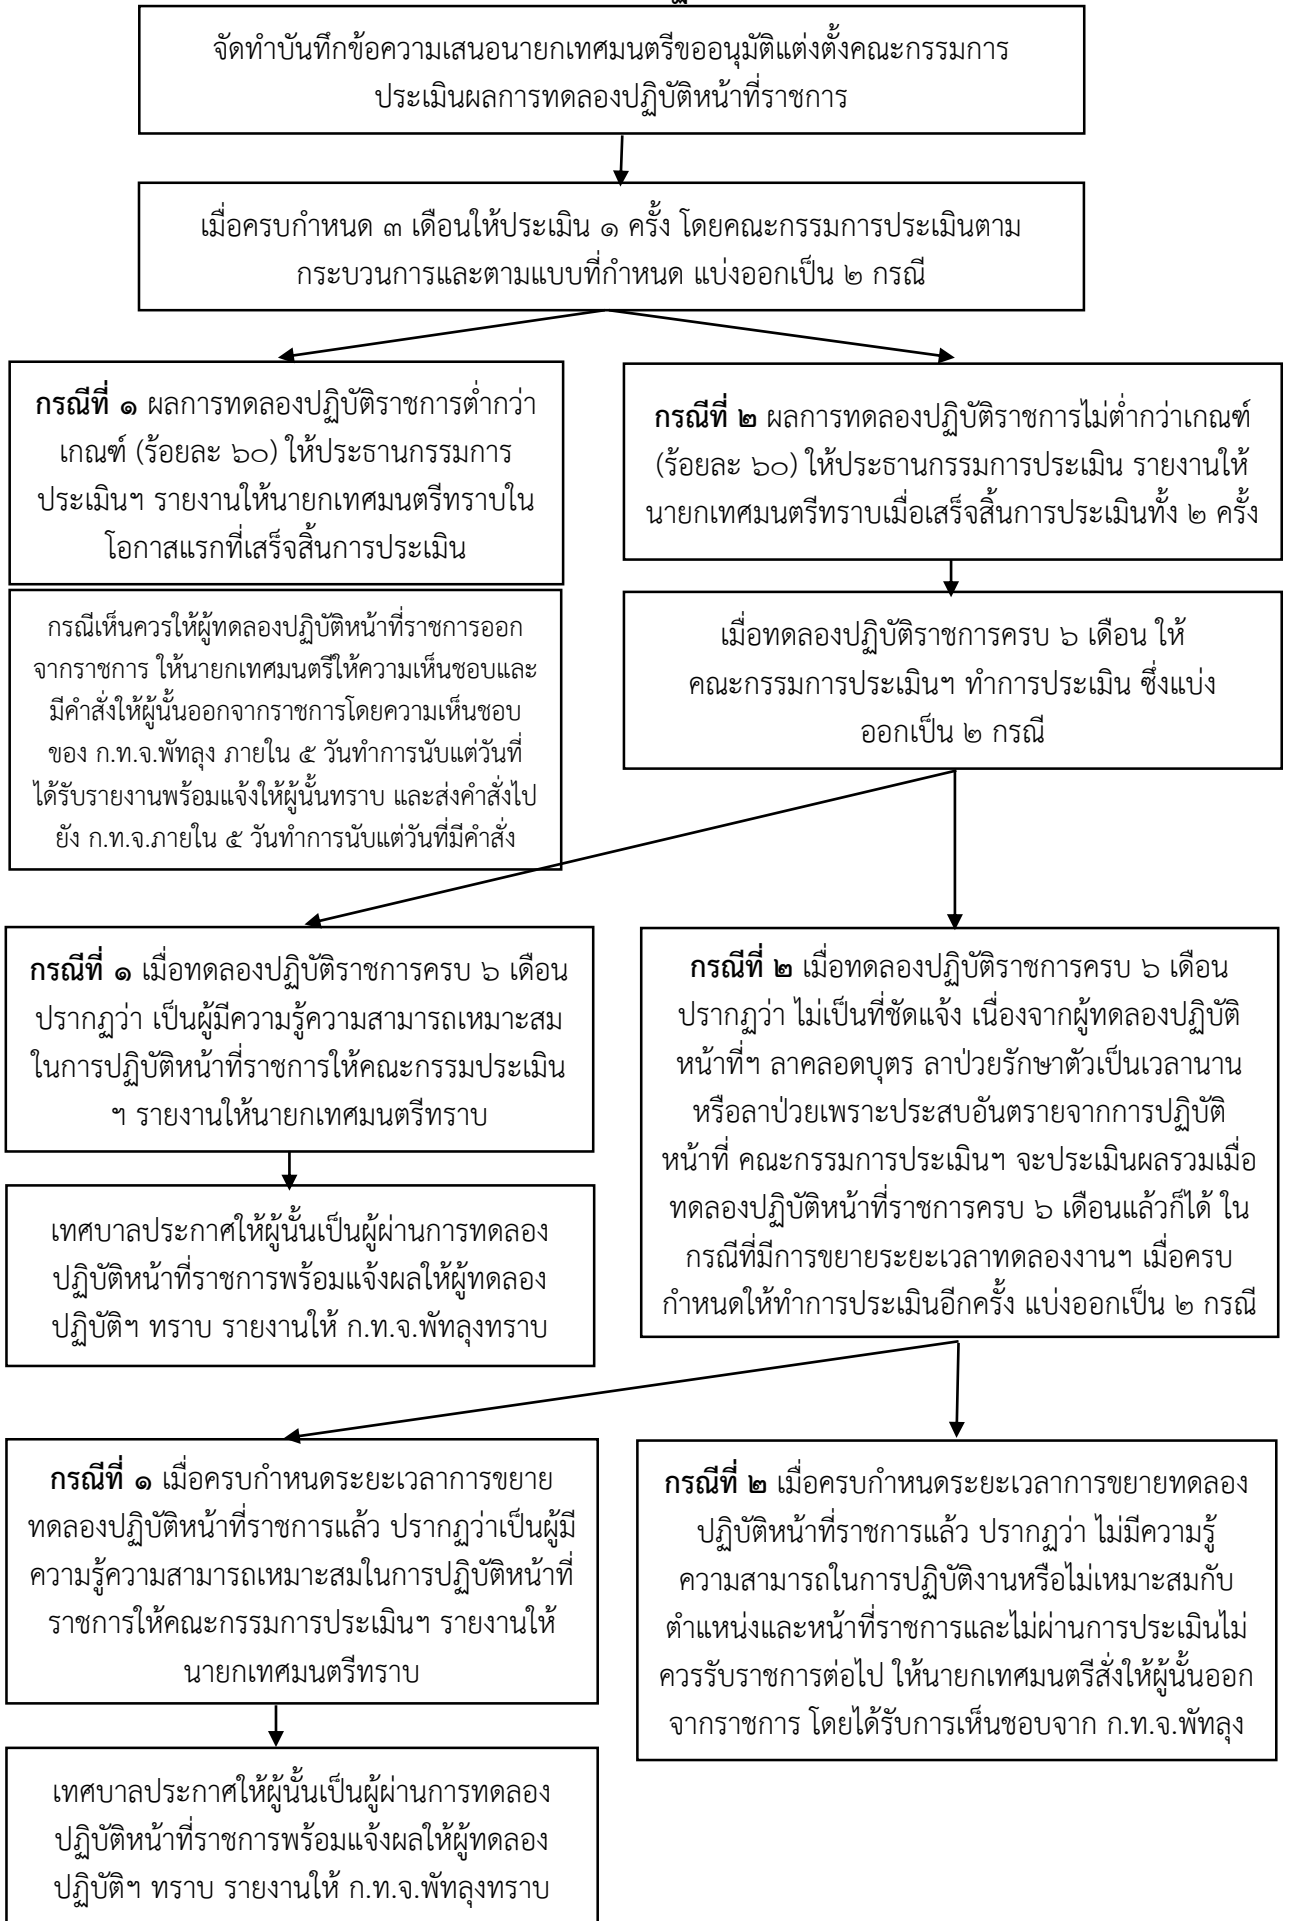 จัดทำบันทึกข้อความเสนอนายกเทศมนตรีขออนุมัติแต่งตั้งคณะกรรมการ
ประเมินผลการทดลองปฏิบัติหน้าที่ราชการ
เมื่อครบกำหนด ๓ เดือนให้ประเมิน ๑ ครั้ง โดยคณะกรรมการประเมินตาม
กระบวนการและตามแบบที่กำหนด แบ่งออกเป็น ๒ กรณี
กรณีที่ ๑ ผลการทดลองปฏิบัติราชการต่ำกว่า
เกณฑ์ (ร้อยละ ๖๐) ให้ประธานกรรมการ
ประเมินฯ รายงานให้นายกเทศมนตรีทราบใน
โอกาสแรกที่เสร็จสิ้นการประเมิน
กรณีที่ ๒ ผลการทดลองปฏิบัติราชการไม่ต่ำกว่าเกณฑ์
(ร้อยละ ๖๐) ให้ประธานกรรมการประเมิน รายงานให้
นายกเทศมนตรีทราบเมื่อเสร็จสิ้นการประเมินทั้ง ๒ ครั้ง
กรณีเห็นควรให้ผู้ทดลองปฏิบัติหน้าที่ราชการออก
จากราชการ ให้นายกเทศมนตรีให้ความเห็นชอบและ
มีคำสั่งให้ผู้นั้นออกจากราชการโดยความเห็นชอบ
ของ ก.ท.จ.พัทลุง ภายใน ๕ วันทำการนับแต่วันที่
ได้รับรายงานพร้อมแจ้งให้ผู้นั้นทราบ และส่งคำสั่งไป
ยัง ก.ท.จ.ภายใน ๕ วันทำการนับแต่วันที่มีคำสั่ง
เมื่อทดลองปฏิบัติราชการครบ ๖ เดือน ให้
คณะกรรมการประเมินฯ ทำการประเมิน ซึ่งแบ่ง
ออกเป็น ๒ กรณี
กรณีที่ ๑ เมื่อทดลองปฏิบัติราชการครบ ๖ เดือน
ปรากฏว่า เป็นผู้มีความรู้ความสามารถเหมาะสม
ในการปฏิบัติหน้าที่ราชการให้คณะกรรมประเมิน
ฯ รายงานให้นายกเทศมนตรีทราบ
กรณีที่ ๒ เมื่อทดลองปฏิบัติราชการครบ ๖ เดือน
ปรากฏว่า ไม่เป็นที่ชัดแจ้ง เนื่องจากผู้ทดลองปฏิบัติ
หน้าที่ฯ ลาคลอดบุตร ลาป่วยรักษาตัวเป็นเวลานาน
หรือลาป่วยเพราะประสบอันตรายจากการปฏิบัติ
หน้าที่ คณะกรรมการประเมินฯ จะประเมินผลรวมเมื่อ
ทดลองปฏิบัติหน้าที่ราชการครบ ๖ เดือนแล้วก็ได้ ใน
กรณีที่มีการขยายระยะเวลาทดลองงานฯ เมื่อครบ
กำหนดให้ทำการประเมินอีกครั้ง แบ่งออกเป็น ๒ กรณี
เทศบาลประกาศให้ผู้นั้นเป็นผู้ผ่านการทดลอง
ปฏิบัติหน้าที่ราชการพร้อมแจ้งผลให้ผู้ทดลอง
ปฏิบัติฯ ทราบ รายงานให้ ก.ท.จ.พัทลุงทราบ
กรณีที่ ๑ เมื่อครบกำหนดระยะเวลาการขยาย
ทดลองปฏิบัติหน้าที่ราชการแล้ว ปรากฏว่าเป็นผู้มี
ความรู้ความสามารถเหมาะสมในการปฏิบัติหน้าที่
ราชการให้คณะกรรมการประเมินฯ รายงานให้
นายกเทศมนตรีทราบ
กรณีที่ ๒ เมื่อครบกำหนดระยะเวลาการขยายทดลอง
ปฏิบัติหน้าที่ราชการแล้ว ปรากฏว่า ไม่มีความรู้
ความสามารถในการปฏิบัติงานหรือไม่เหมาะสมกับ
ตำแหน่งและหน้าที่ราชการและไม่ผ่านการประเมินไม่
ควรรับราชการต่อไป ให้นายกเทศมนตรีสั่งให้ผู้นั้นออก
จากราชการ โดยได้รับการเห็นชอบจาก ก.ท.จ.พัทลุง
เทศบาลประกาศให้ผู้นั้นเป็นผู้ผ่านการทดลอง
ปฏิบัติหน้าที่ราชการพร้อมแจ้งผลให้ผู้ทดลอง
ปฏิบัติฯ ทราบ รายงานให้ ก.ท.จ.พัทลุงทราบ